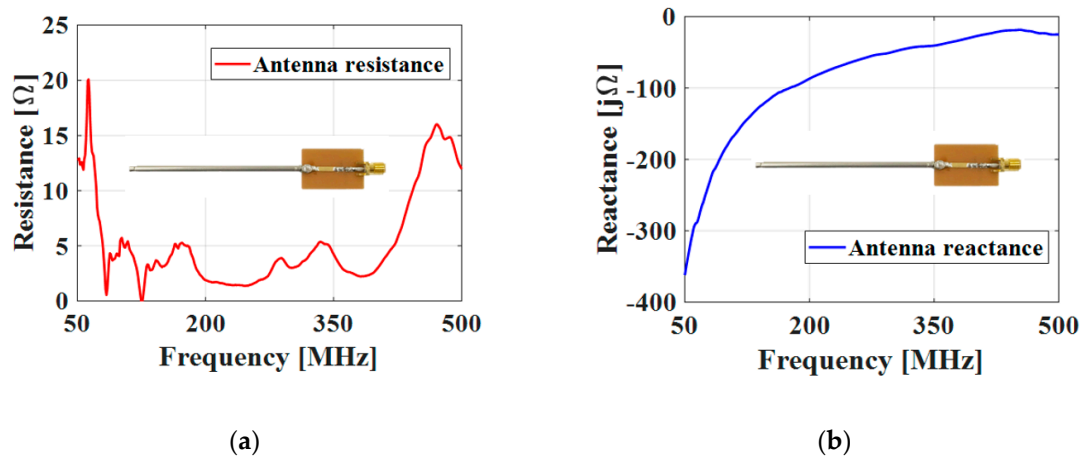 25
20
15
10
5
0
Resistance [Ω]
Antenna resistance
50 200 350 500
Frequency [MHz]
(a)
0
-100
-200
-300
-400
Reactance [jΩ]
Antenna reactance
50 200 350 500
Frequency [MHz]
(b)